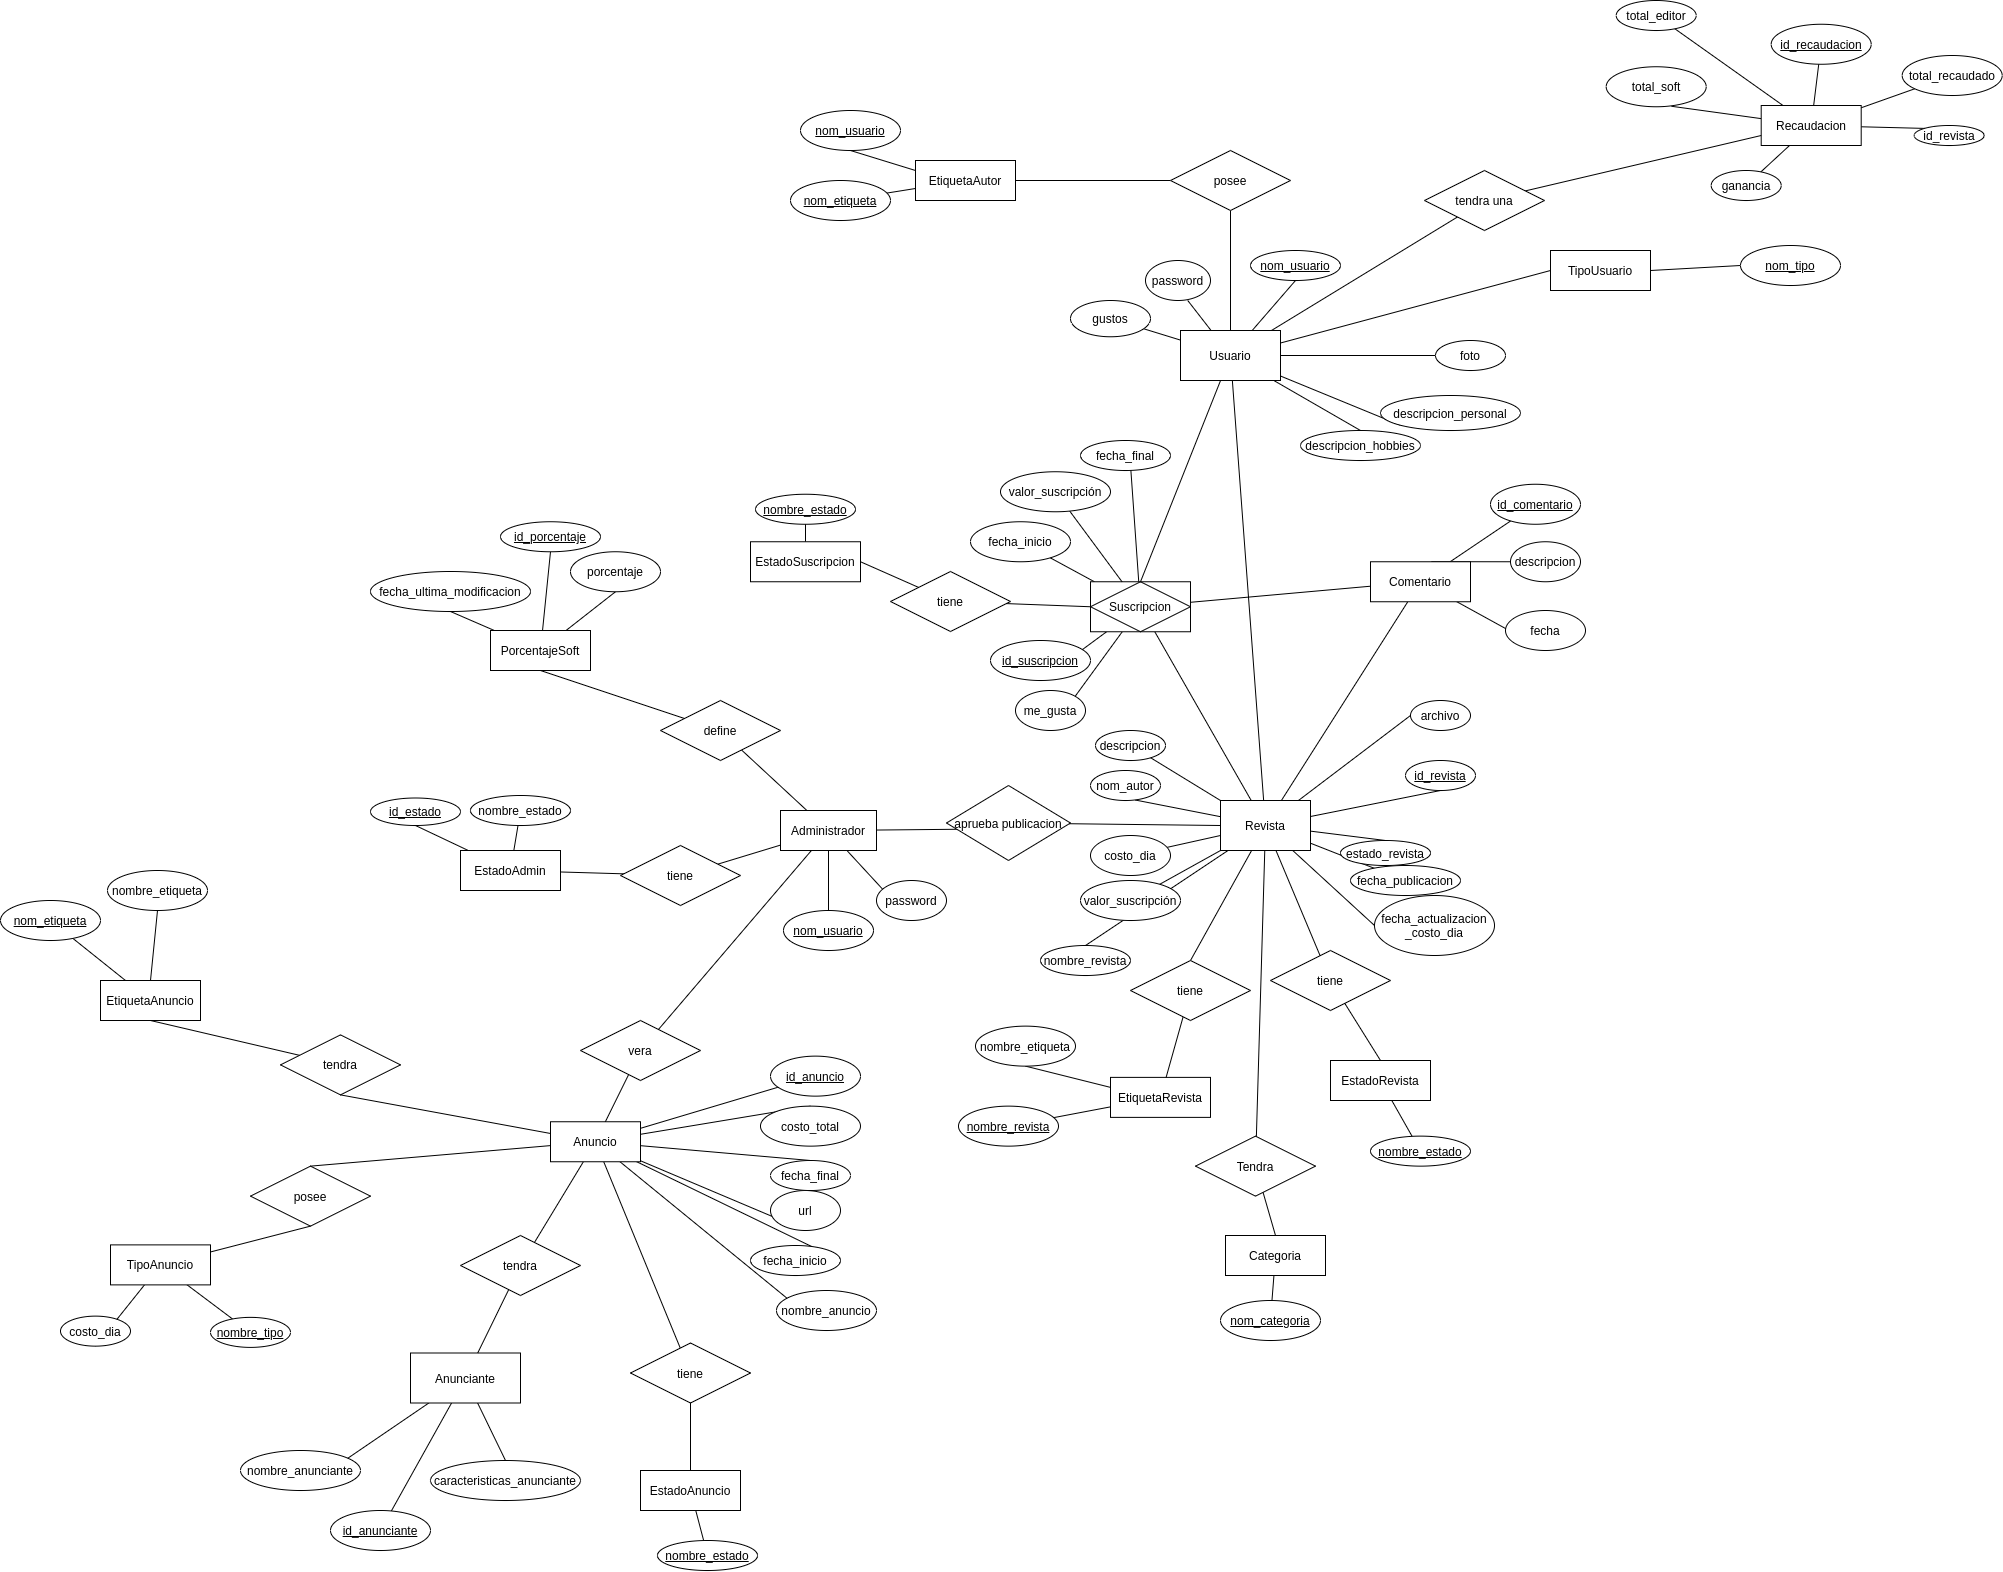 total_editor
id_recaudacion
total_recaudado
total_soft
Recaudacion
id_revista
nom_usuario
EtiquetaAutor
posee
ganancia
nom_etiqueta
tendra una
nom_usuario
TipoUsuario
nom_tipo
password
gustos
Usuario
foto
descripcion_personal
descripcion_hobbies
fecha_final
valor_suscripción
nombre_estado
id_comentario
id_porcentaje
fecha_inicio
EstadoSuscripcion
descripcion
porcentaje
Comentario
fecha_ultima_modificacion
tiene
Suscripcion
fecha
PorcentajeSoft
id_suscripcion
me_gusta
archivo
define
descripcion
id_revista
nom_autor
id_estado
nombre_estado
Administrador
aprueba publicacion
Revista
costo_dia
estado_revista
EstadoAdmin
tiene
fecha_publicacion
nombre_etiqueta
password
valor_suscripción
nom_etiqueta
fecha_actualizacion
_costo_dia
nom_usuario
nombre_revista
tiene
tiene
EtiquetaAnuncio
nombre_etiqueta
vera
tendra
id_anuncio
EstadoRevista
EtiquetaRevista
costo_total
nombre_revista
Anuncio
nombre_estado
Tendra
fecha_final
posee
url
TipoAnuncio
tendra
fecha_inicio
Categoria
nombre_anuncio
nom_categoria
costo_dia
nombre_tipo
Anunciante
tiene
nombre_anunciante
caracteristicas_anunciante
EstadoAnuncio
id_anunciante
nombre_estado